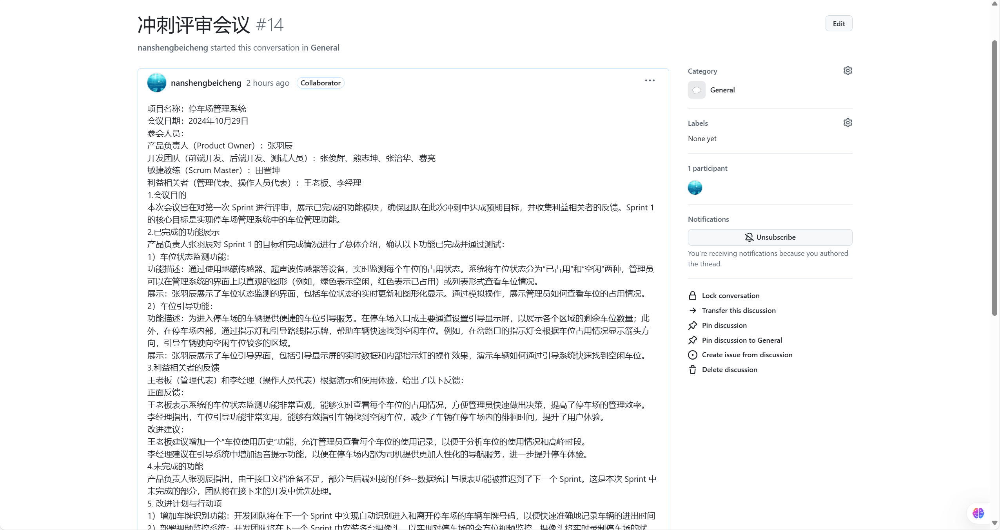 冲刺评审会议 #14
Edit
nanshengbeicheng started this conversation in General
nanshengbeicheng 2 hours ago Collaborator
项目名称：停车场管理系统
会议日期：2024年10月29日
参会人员：
产品负责人（Product Owner）：张羽辰
开发团队（前端开发、后端开发、测试人员）：张俊辉、熊志坤、张治华、费亮
敏捷教练（Scrum Master）：田晋坤
利益相关者（管理代表、操作人员代表）：王老板、李经理
1.会议目的
本次会议旨在对第一次 Sprint 进行评审，展示已完成的功能模块，确保团队在此次冲刺中达成预期目标，并收集利益相关者的反馈。Sprint 1
的核心目标是实现停车场管理系统中的车位管理功能。
2.已完成的功能展示
产品负责人张羽辰对 Sprint 1 的目标和完成情况进行了总体介绍，确认以下功能已完成并通过测试：
1）车位状态监测功能：
功能描述：通过使用地磁传感器、超声波传感器等设备，实时监测每个车位的占用状态。系统将车位状态分为“已占用”和“空闲”两种，管理员
可以在管理系统的界面上以直观的图形（例如，绿色表示空闲，红色表示已占用）或列表形式查看车位情况。
展示：张羽辰展示了车位状态监测的界面，包括车位状态的实时更新和图形化显示。通过模拟操作，展示管理员如何查看车位的占用情况。
2）车位引导功能：
功能描述：为进入停车场的车辆提供便捷的车位引导服务。在停车场入口或主要通道设置引导显示屏，以展示各个区域的剩余车位数量；此
外，在停车场内部，通过指示灯和引导路线指示牌，帮助车辆快速找到空闲车位。例如，在岔路口的指示灯会根据车位占用情况显示箭头方
向，引导车辆驶向空闲车位较多的区域。
展示：张羽辰展示了车位引导界面，包括引导显示屏的实时数据和内部指示灯的操作效果，演示车辆如何通过引导系统快速找到空闲车位。
3.利益相关者的反馈
王老板（管理代表）和李经理（操作人员代表）根据演示和使用体验，给出了以下反馈：
正面反馈：
王老板表示系统的车位状态监测功能非常直观，能够实时查看每个车位的占用情况，方便管理员快速做出决策，提高了停车场的管理效率。
李经理指出，车位引导功能非常实用，能够有效指引车辆找到空闲车位，减少了车辆在停车场内的徘徊时间，提升了用户体验。
改进建议：
王老板建议增加一个“车位使用历史”功能，允许管理员查看每个车位的使用记录，以便于分析车位的使用情况和高峰时段。
李经理建议在引导系统中增加语音提示功能，以便在停车场内部为司机提供更加人性化的导航服务，进一步提升停车体验。
4.未完成的功能
产品负责人张羽辰指出，由于接口文档准备不足，部分与后端对接的任务--数据统计与报表功能被推迟到了下一个 Sprint。这是本次 Sprint 中
未完成的部分，团队将在接下来的开发中优先处理。
5. 改进计划与行动项
1）增加车牌识别功能：开发团队将在下一个 Sprint 中实现自动识别进入和离开停车场的车辆车牌号码，以便快速准确地记录车辆的进出时间
2）部署视频监控系统：开发团队将在下一个 Sprint 中安装多台摄像头，以实现对停车场的全方位视频监控。摄像头将实时录制停车场的状
Category
General
Labels
None yet
1 participant
Notifications
Unsubscribe
You’re receiving notifications because you authored
the thread.
Lock conversation
Transfer this discussion
Pin discussion
Pin discussion to General
Create issue from discussion
Delete discussion